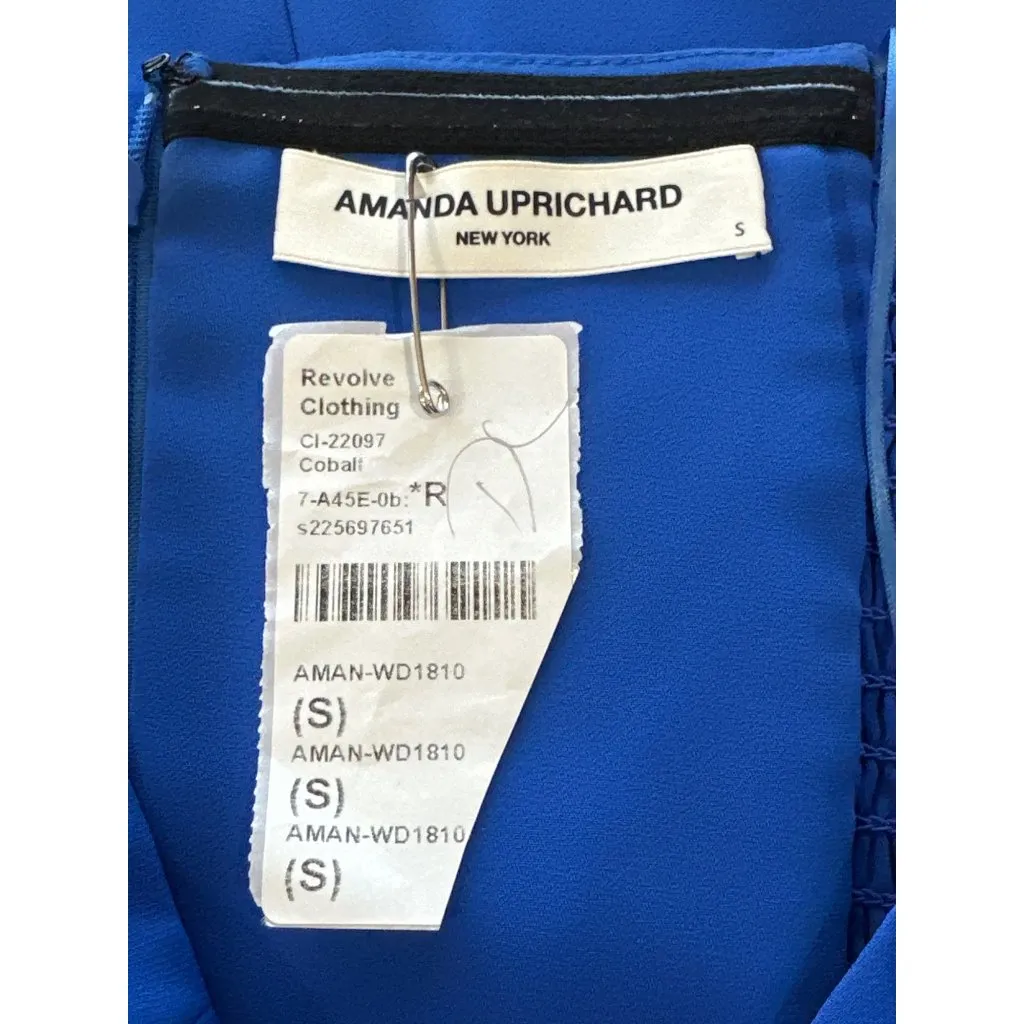 AMANDA UPRICHARD
NEW YORK
S
Revolve
Clothing
CI-22097
Cobalt
7-A45E-0b:*R
s225697651
AMAN-WD1810
(S)
AMAN-WD1810
(S)
AMAN-WD1810
(S)